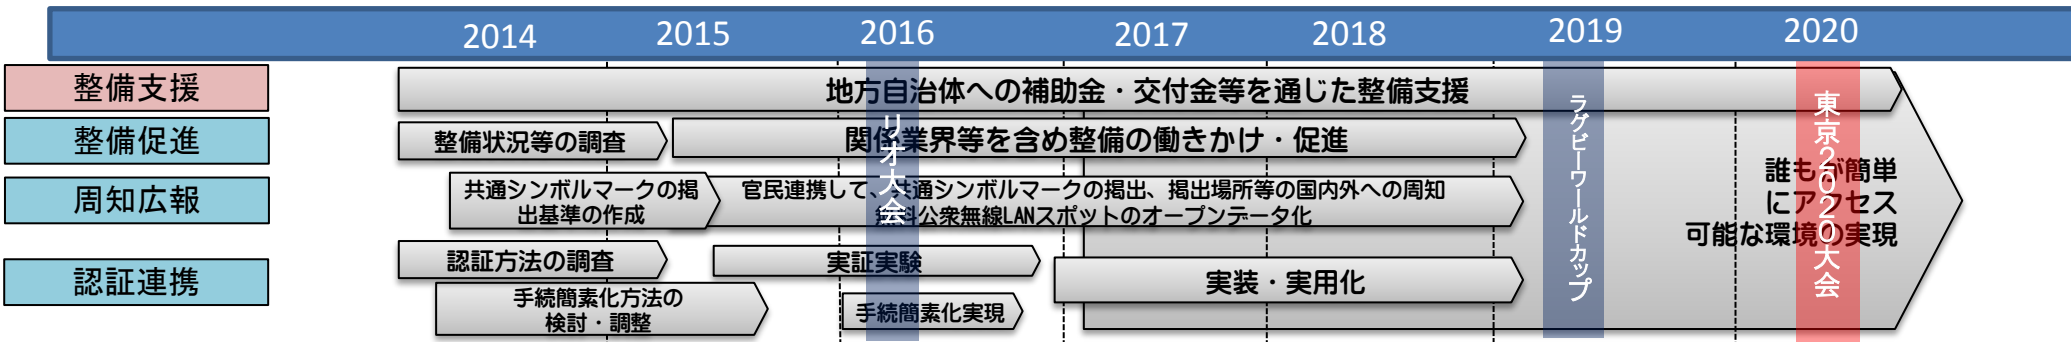 2014 2015 2016 2017 2018 2019 2020
整備支援
地方自治体への補助金・交付金等を通じた整備支援
整備促進
整備状況等の調査
関係業界等を含め整備の働きかけ・促進
周知広報
共通シンボルマークの掲
出基準の作成
官民連携して、共通シンボルマークの掲出、掲出場所等の国内外への周知
無料公衆無線LANスポットのオープンデータ化
認証連携
認証方法の調査
実証実験
手続簡素化方法の
検討・調整
手続簡素化実現
実装・実用化
リオ大会
ラグビーワールドカップ
東京2020大会
誰もが簡単
にアクセス
可能な環境の実現